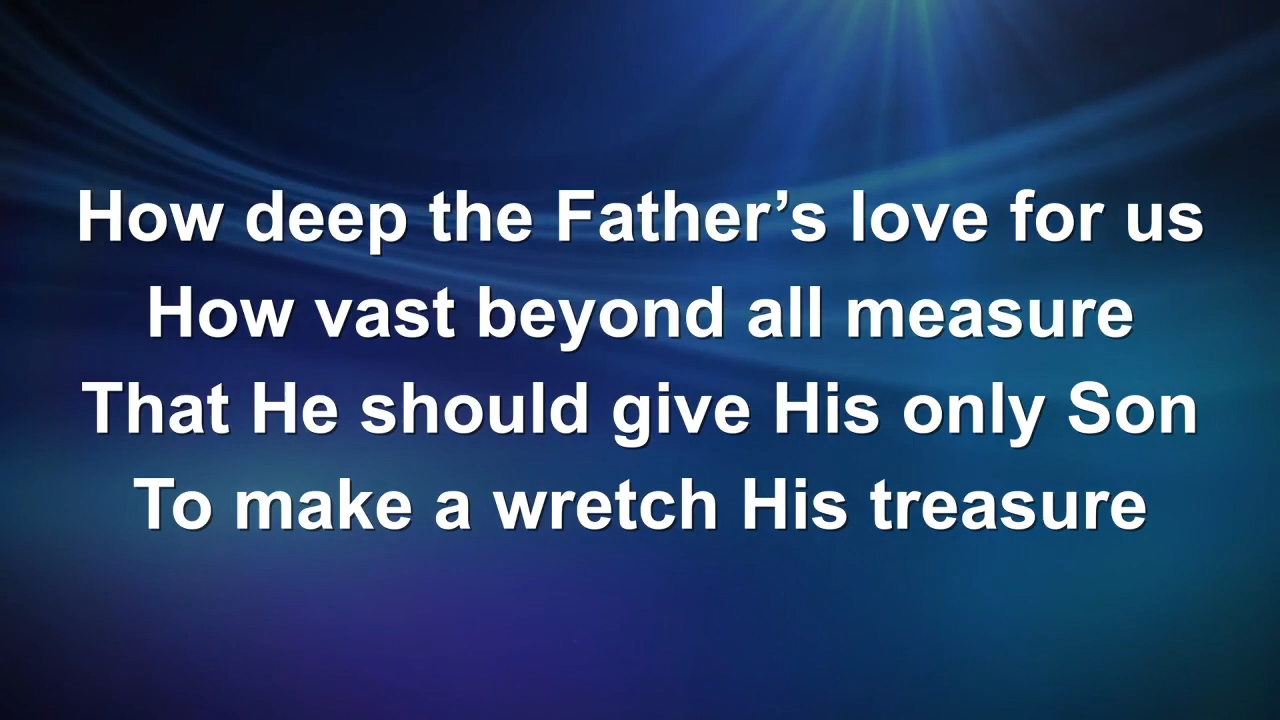 How deep the Father’s love for us
How vast beyond all measure
That He should give His only Son
To make a wretch His treasure